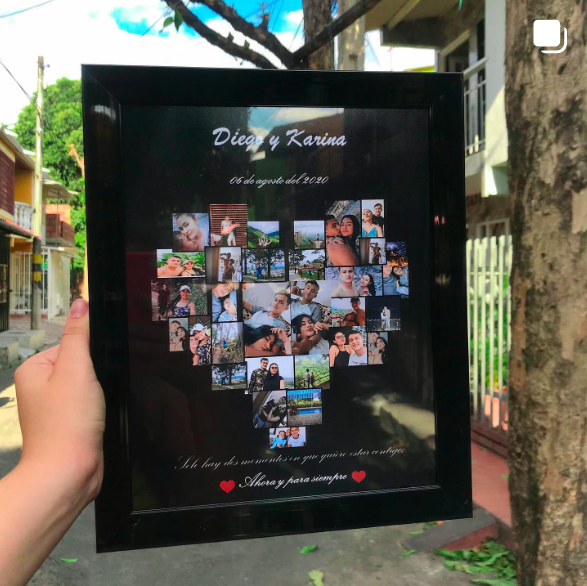 Diego y Karina
06 de agosto del 2020
Solo hay dos momentos en que quiero estar contigo:
Ahora y para siempre